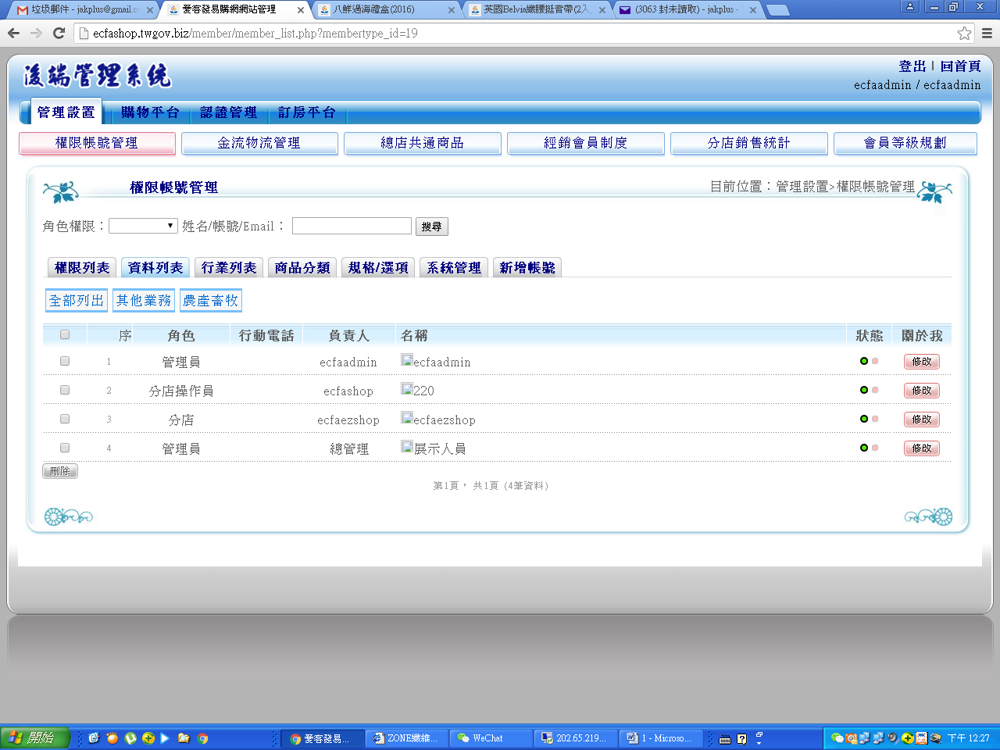 垃圾郵件 - jakplus@gmail.c
愛客發易購網網站管理
八鮮過海禮盒(2016)
英國Belvia纖腰挺背帶(2入
(3063 封未讀取) - jakplus -
ecfashop.twgov.biz/member/member_list.php?membertype_id=19
後端管理系統
登出 | 回首頁
ecfaadmin / ecfaadmin
管理設置 購物平台 認證管理 訂房平台
權限帳號管理 金流物流管理 總店共通商品 經銷會員制度 分店銷售統計 會員等級規劃
權限帳號管理
目前位置：管理設置>權限帳號管理
角色權限： 姓名/帳號/Email： 搜尋
權限列表 資料列表 行業列表 商品分類 規格/選項 系統管理 新增帳號
全部列出 其他業務 農產畜牧
序 角色 行動電話 負責人 名稱 狀態 關於我
1 管理員 ecfaadmin ecfaadmin 修改
2 分店操作員 ecfashop 220 修改
3 分店 ecfaezshop ecfaezshop 修改
4 管理員 總管理 展示人員 修改
刪除
第1頁， 共1頁 (4筆資料)
開始 愛客發易... ZONE纖維... WeChat 202.65.219... 1 - Microso... 下午 12:27